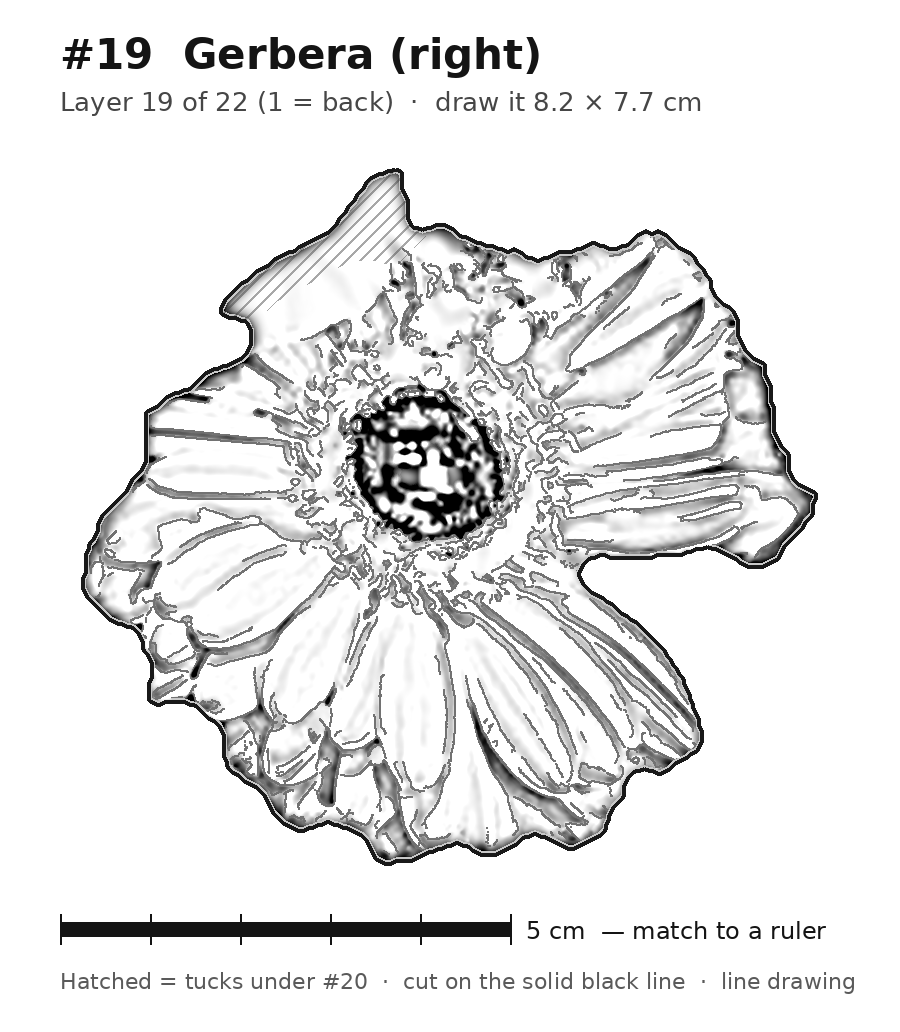 #19 Gerbera (right)
Layer 19 of 22 (1 = back) · draw it 8.2 × 7.7 cm
5 cm — match to a ruler
Hatched = tucks under #20 · cut on the solid black line · line drawing